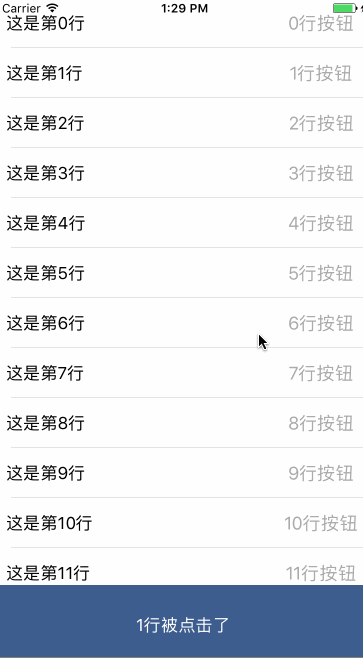 Carrier 1:29 PM
这是第0行 0行按钮
这是第1行 1行按钮
这是第2行 2行按钮
这是第3行 3行按钮
这是第4行 4行按钮
这是第5行 5行按钮
这是第6行 6行按钮
这是第7行 7行按钮
这是第8行 8行按钮
这是第9行 9行按钮
这是第10行 10行按钮
这是第11行 11行按钮
1行被点击了